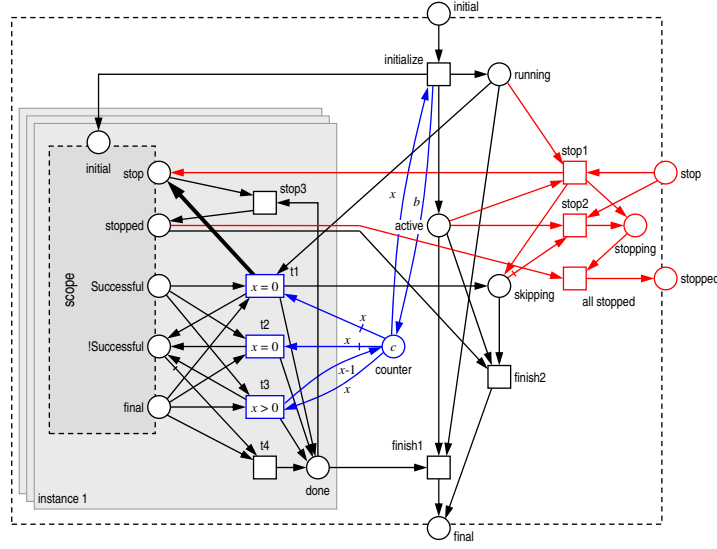 initial
initialize
running
stop1
initial
stop
stop3
x
b
stop2
stop
stopped
active
stopping
t1
scope
Successful
x = 0
skipping
all stopped
stopped
x
t2
!Successful
x = 0
x
c
counter
t3
x-1
x
final
x > 0
finish2
t4
finish1
done
instance 1
final